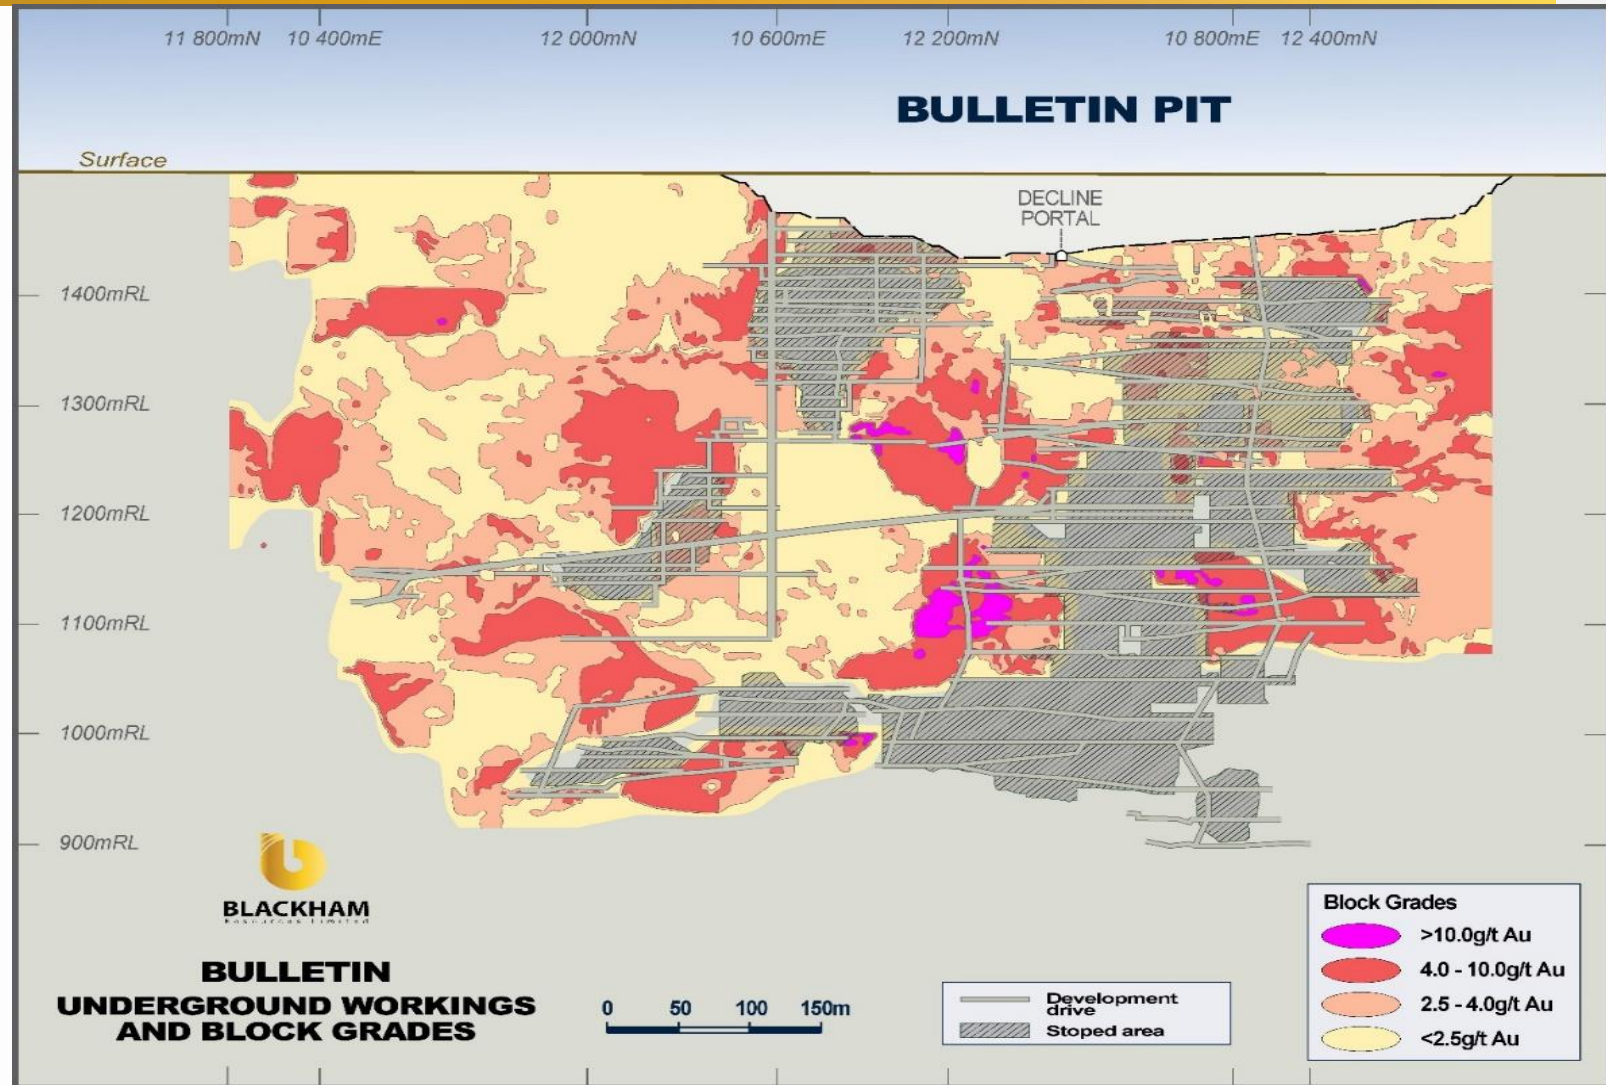 11 800mN 10 400mE 12 000mN 10 600mE 12 200mN 10 800mE 12 400mN
BULLETIN PIT
Surface
DECLINE
PORTAL
1400mRL
1300mRL
1200mRL
1100mRL
1000mRL
900mRL
BLACKHAM
Resources Limited
BULLETIN
UNDERGROUND WORKINGS
AND BLOCK GRADES
0 50 100 150m
Development
drive
Stoped area
Block Grades
>10.0g/t Au
4.0 - 10.0g/t Au
2.5 - 4.0g/t Au
<2.5g/t Au